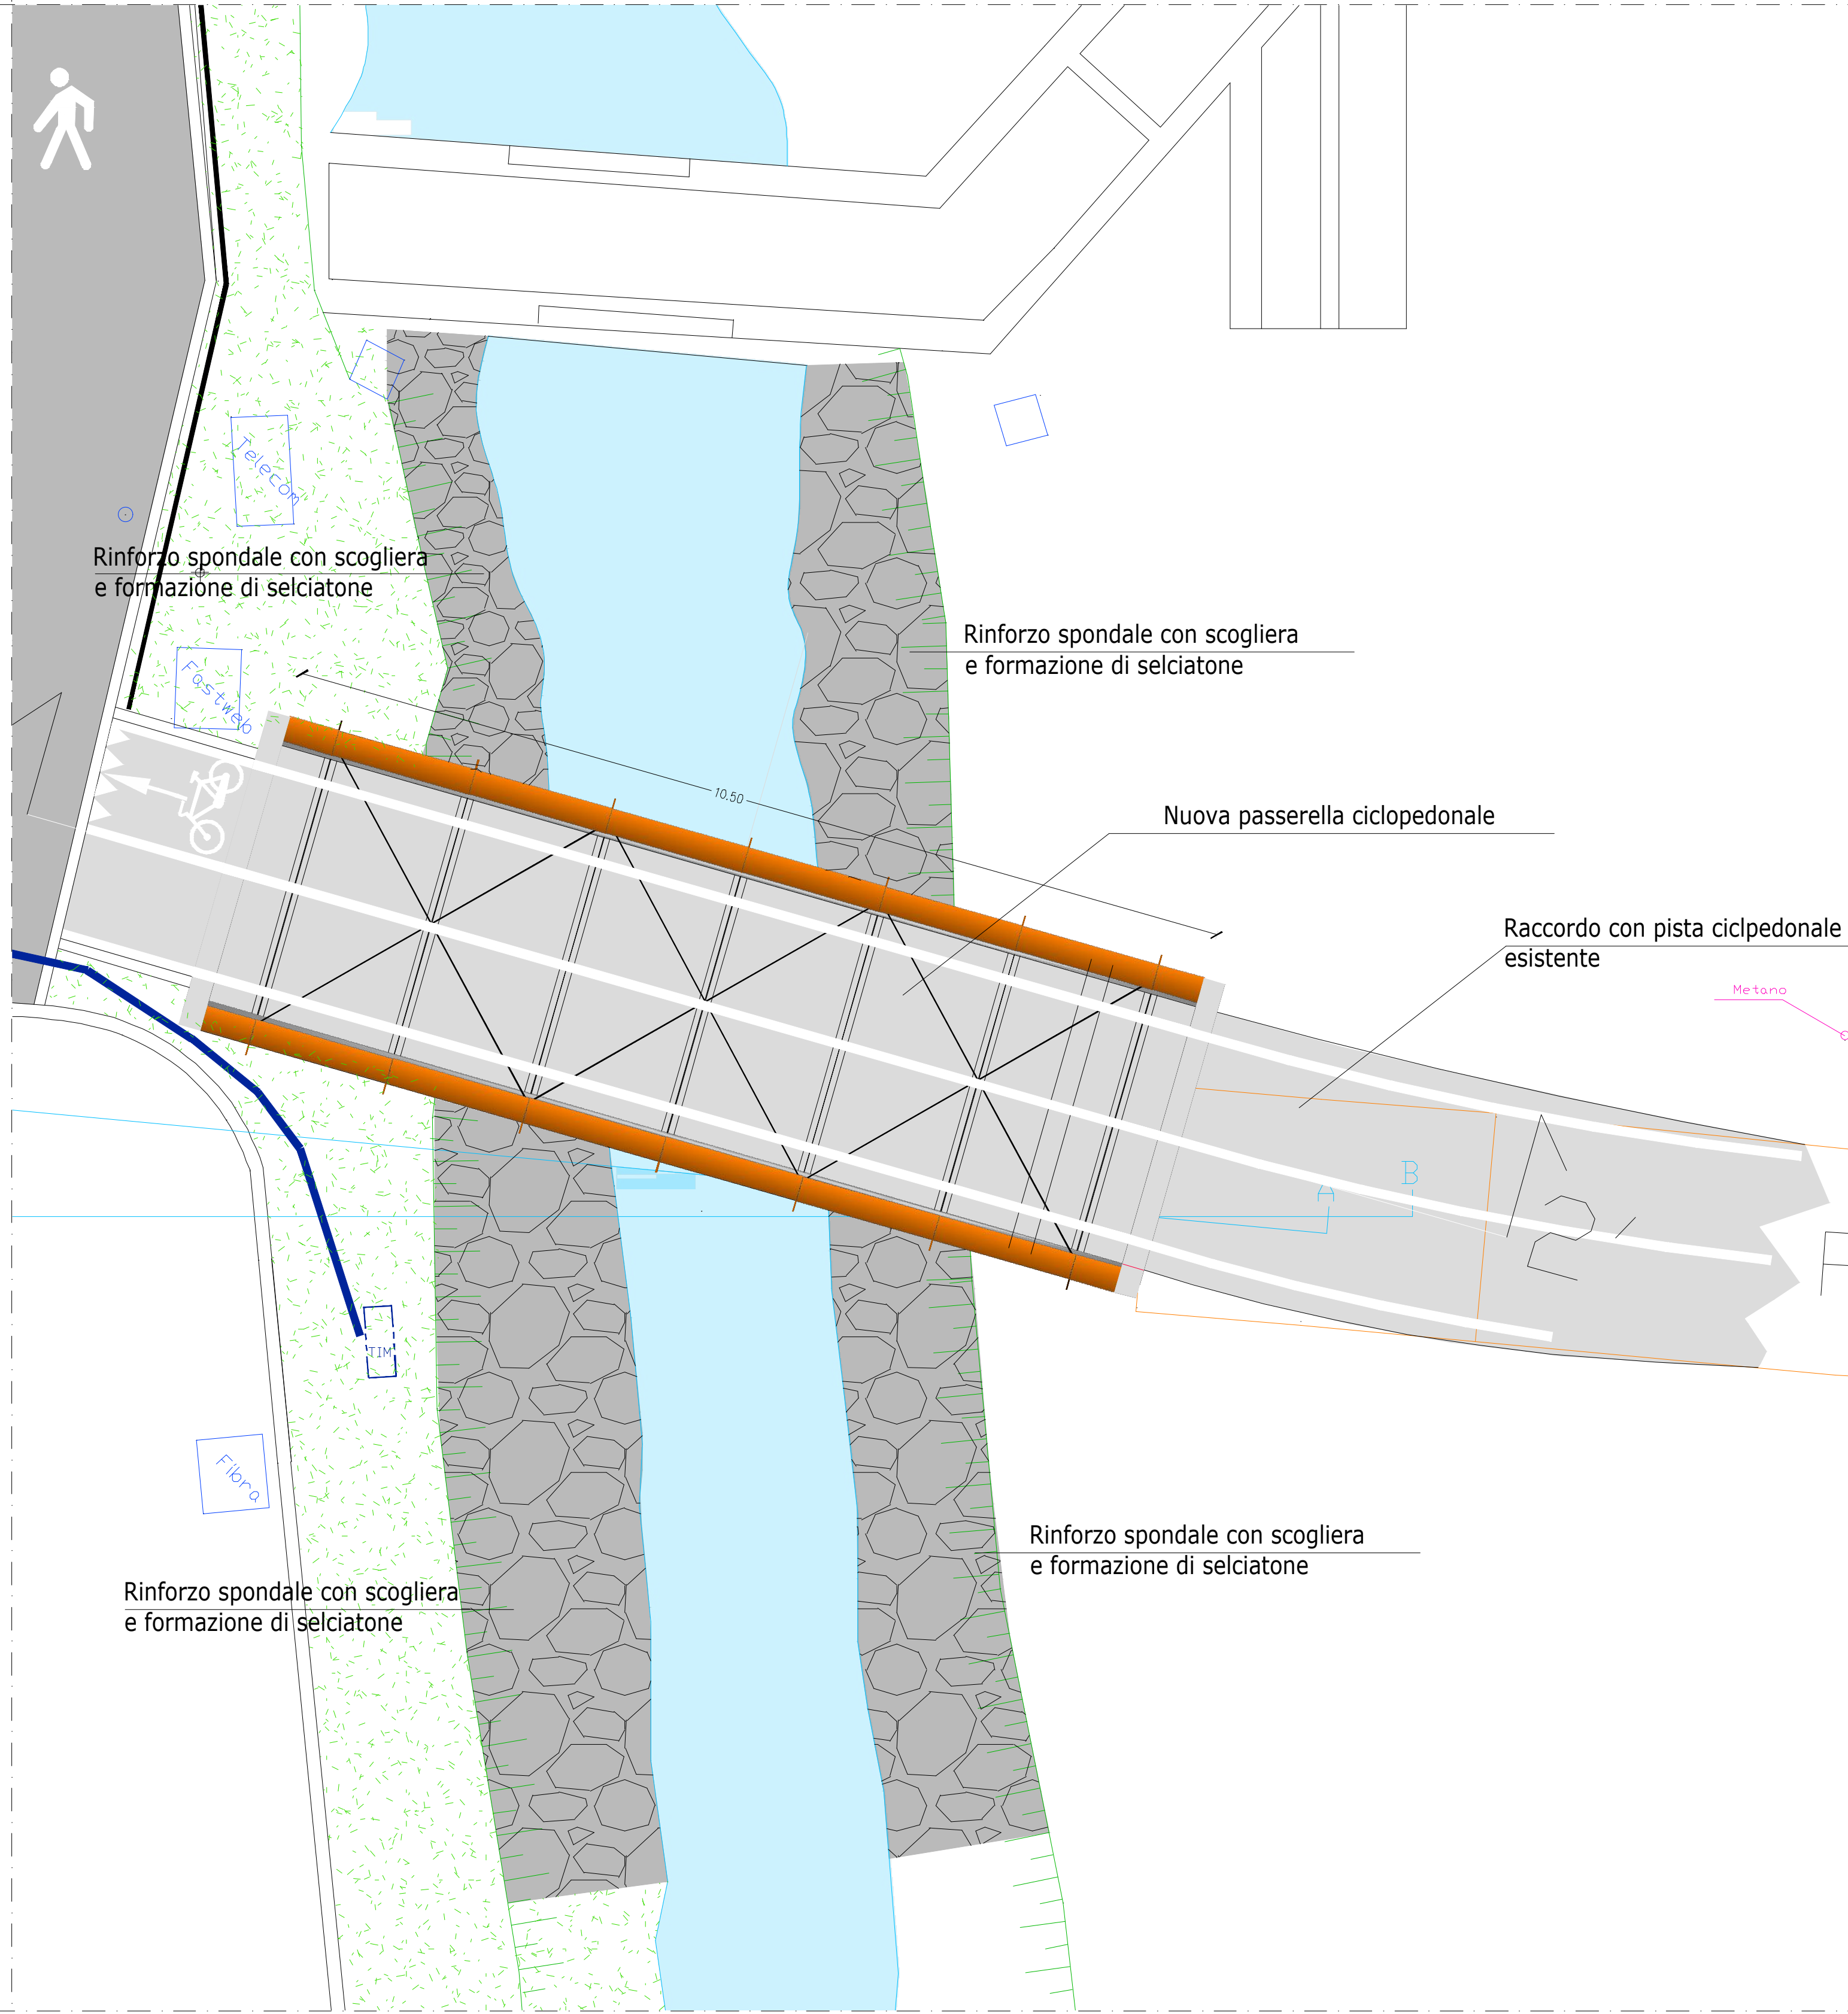 Telecom
Rinforzo spondale con scogliera
e formazione di selciatone
Rinforzo spondale con scogliera
e formazione di selciatone
Fastweb
10.50
Nuova passerella ciclopedonale
Raccordo con pista ciclpedonale
esistente
Metano
A
B
2
TIM
Fibra
Rinforzo spondale con scogliera
e formazione di selciatone
Rinforzo spondale con scogliera
e formazione di selciatone